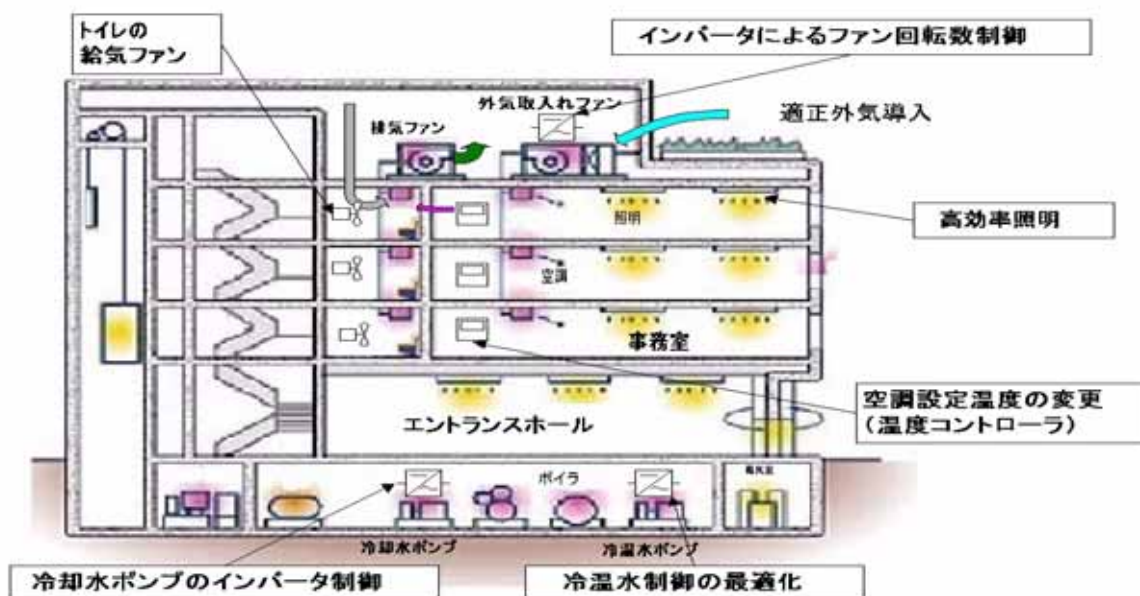 トイレの
給気ファン
インバータによるファン回転数制御
外気取入れファン
適正外気導入
排気ファン
照明
高効率照明
空調
事務室
空調設定温度の変更
(温度コントローラ)
エントランスホール
電気室
ボイラ
冷却水ポンプ
冷温水ポンプ
冷却水ポンプのインバータ制御
冷温水制御の最適化